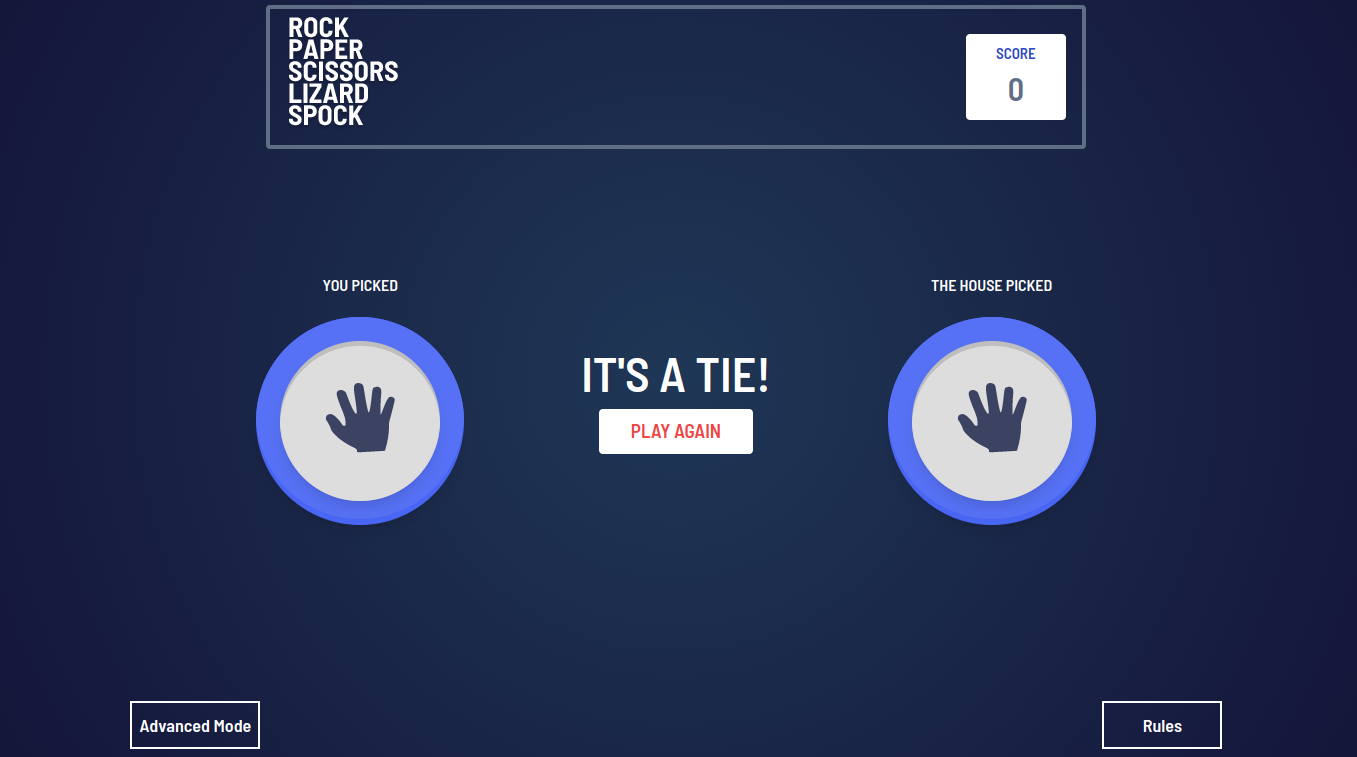 ROCK
PAPER
SCISSORS
LIZARD
SPOCK
SCORE
0
YOU PICKED
THE HOUSE PICKED
IT'S A TIE!
PLAY AGAIN
Advanced Mode
Rules